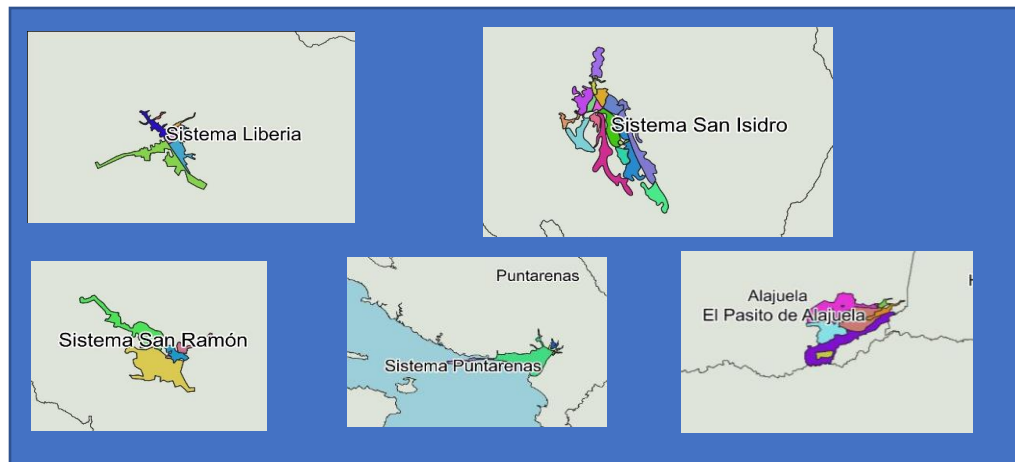 Sistema Liberia
Sistema San Isidro
Sistema San Ramón
Puntarenas
Sistema Puntarenas
Alajuela
El Pasito de Alajuela
H